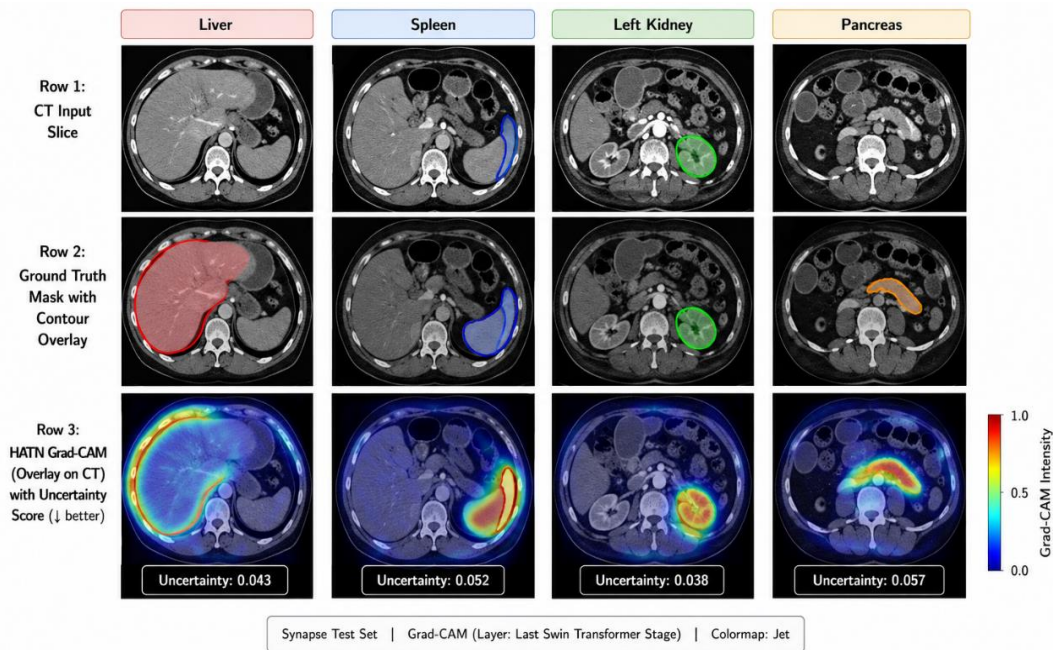 Liver
Spleen
Left Kidney
Pancreas
Row 1:
CT Input
Slice
Row 2:
Ground Truth
Mask with
Contour
Overlay
Row 3:
HATN Grad-CAM
(Overlay on CT)
with Uncertainty
Score (↓ better)
Uncertainty: 0.043
Uncertainty: 0.052
Uncertainty: 0.038
Uncertainty: 0.057
1.0
0.5
0.0
Grad-CAM Intensity
Synapse Test Set | Grad-CAM (Layer: Last Swin Transformer Stage) | Colormap: Jet